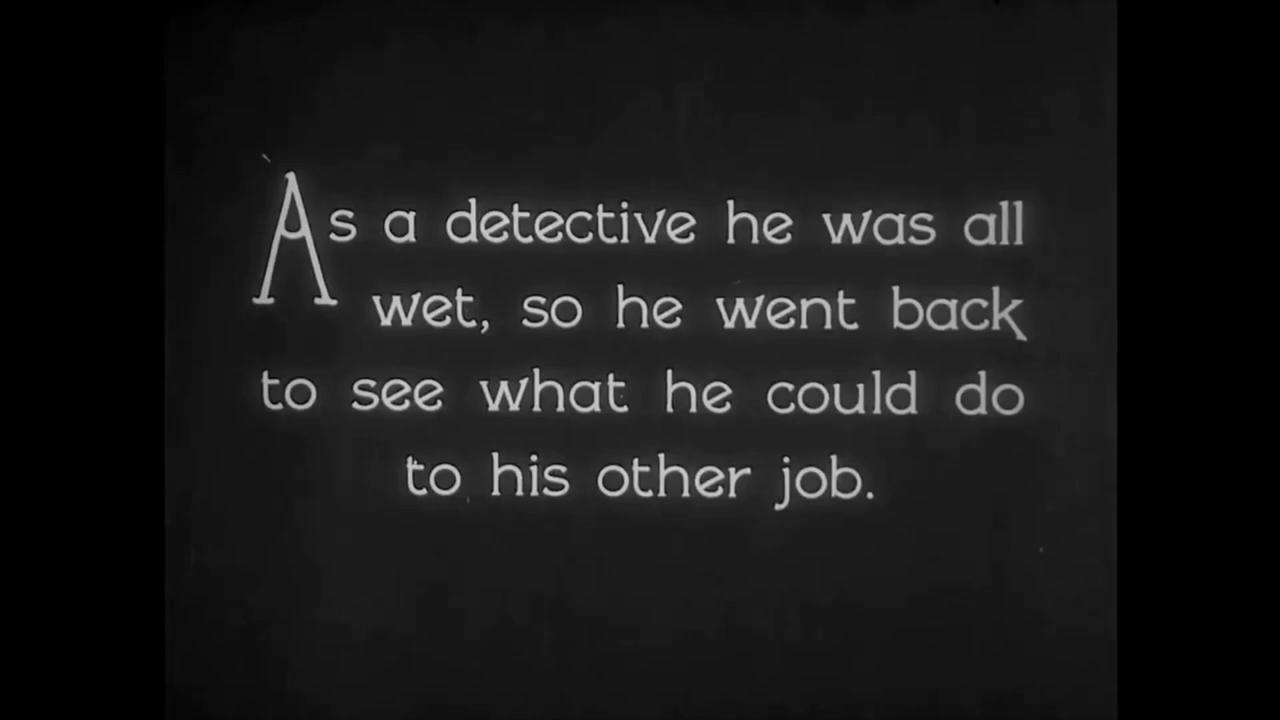 As a detective he was all
wet, so he went back
to see what he could do
to his other job.